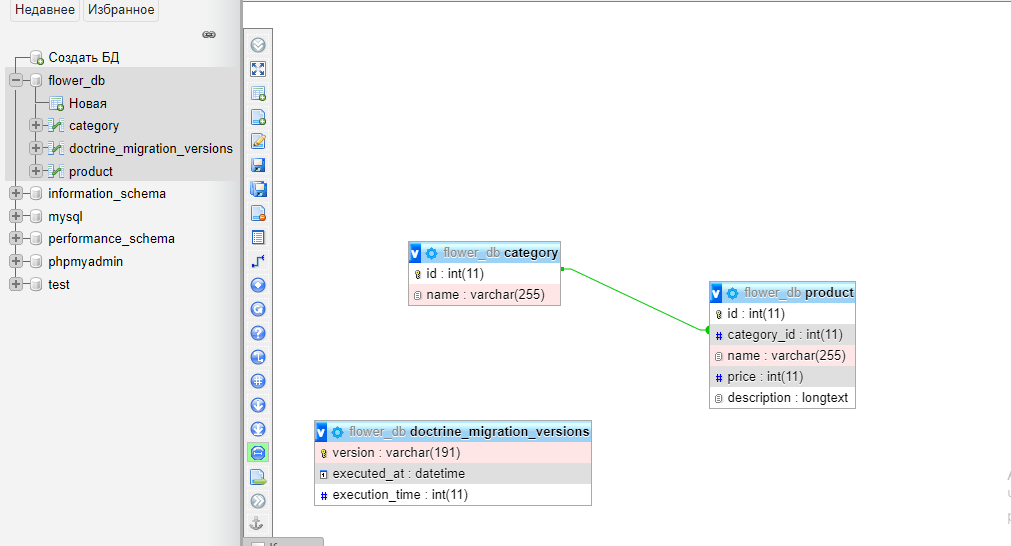 Недавнее Избранное
Создать БД
flower_db
Новая
category
doctrine_migration_versions
product
information_schema
mysql
performance_schema
phpmyadmin
test
v flower_db category
id : int(11)
name : varchar(255)
v flower_db product
id : int(11)
# category_id : int(11)
name : varchar(255)
# price : int(11)
description : longtext
v flower_db doctrine_migration_versions
version : varchar(191)
executed_at : datetime
# execution_time : int(11)